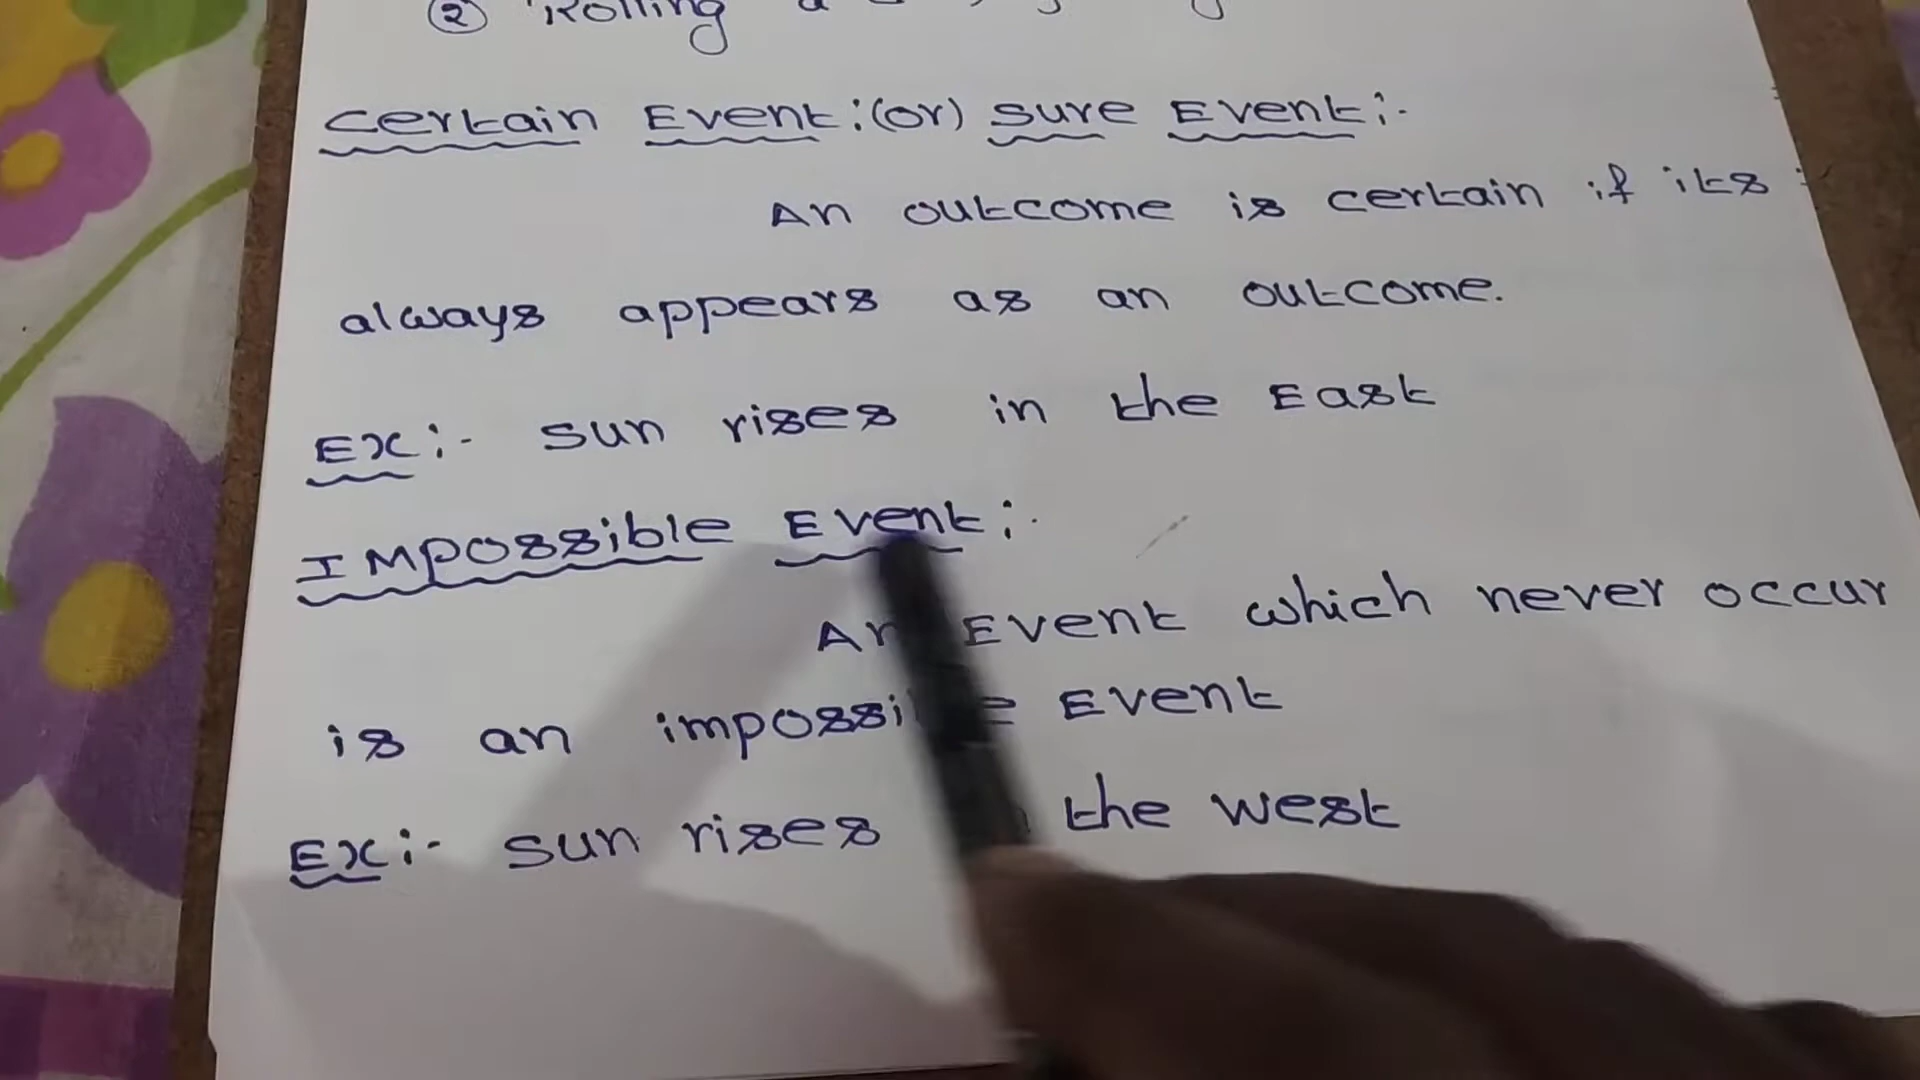 ② Rolling a
Certain Event:(or) sure Event:-
An outcome is certain if its
always appears as an outcome.
Ex:- sun rises in the East
Impossible Event:-
An Event which never occur
is an impossible Event
Ex:- sun rises the west